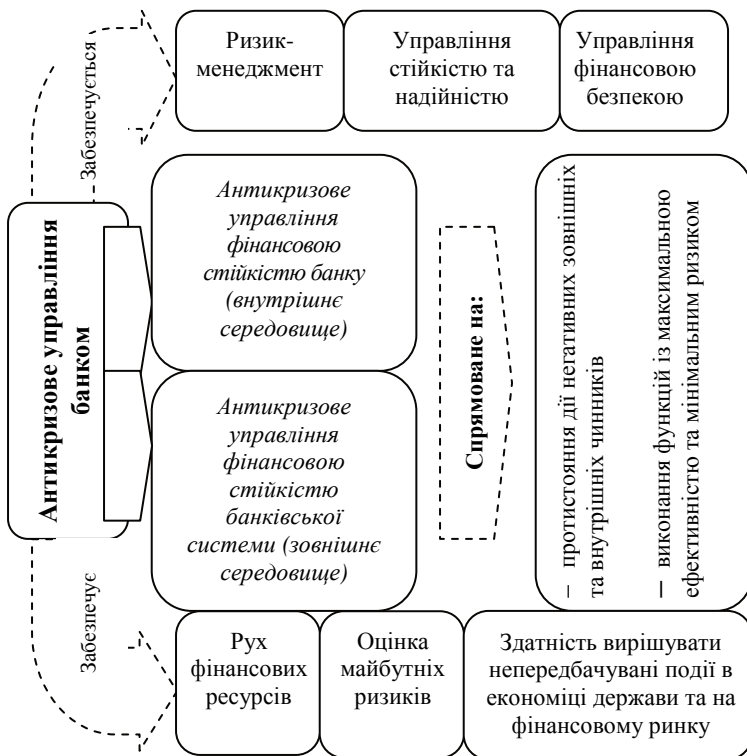 Забезпечується
Ризик-
менеджмент
Управління
стійкістю та
надійністю
Управління
фінансовою
безпекою
Антикризове управління
банком
Антикризове
управління
фінансовою
стійкістю банку
(внутрішнє
середовище)
Антикризове
управління
фінансовою
стійкістю
банківської
системи (зовнішнє
середовище)
Спрямоване на:
– протистояння дії негативних зовнішніх
та внутрішніх чинників
– виконання функцій із максимальною
ефективністю та мінімальним ризиком
Забезпечує
Рух
фінансових
ресурсів
Оцінка
майбутніх
ризиків
Здатність вирішувати
непередбачувані події в
економіці держави та на
фінансовому ринку